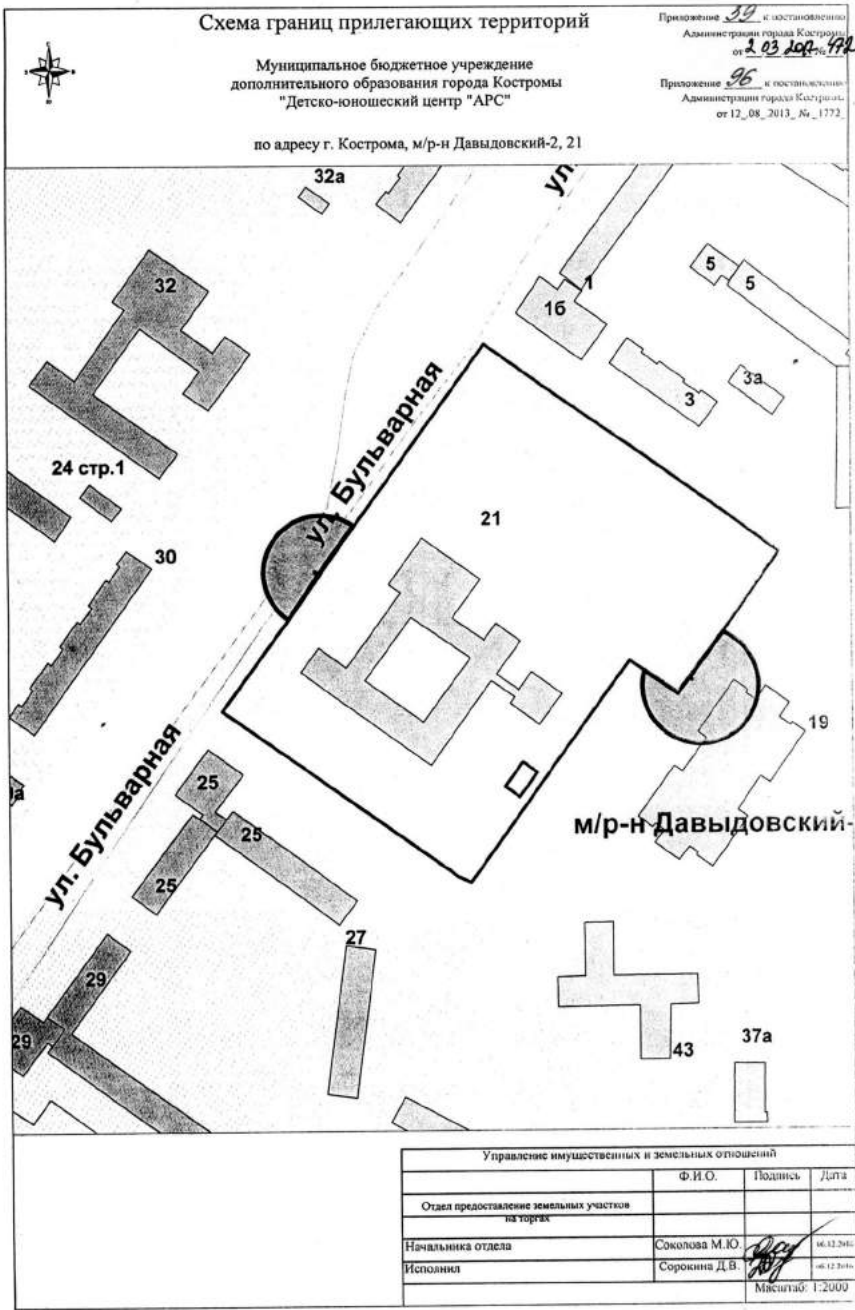 Схема границ прилегающих территорий
Приложение 39 к постановлению
Администрации города Костромы
от 2 03 2017 № 472
Муниципальное бюджетное учреждение
дополнительного образования города Костромы
"Детско-юношеский центр "АРС"
Приложение 96 к постановлению
Администрации города Костромы
от 12_08_2013_ №_1772_
по адресу г. Кострома, м/р-н Давыдовский-2, 21
32а
ул.
32
1
1б
5
5
3
3а
ул. Бульварная
24 стр.1
30
21
19
ул. Бульварная
25
25
25
м/р-н Давыдовский-
27
29
29
43
37а
Управление имущественных и земельных отношений
Ф.И.О. Подпись Дата
Отдел предоставление земельных участков
на торгах
Начальника отдела Соколова М.Ю.
Исполнил Сорокина Д.В.
Масштаб: 1:2000